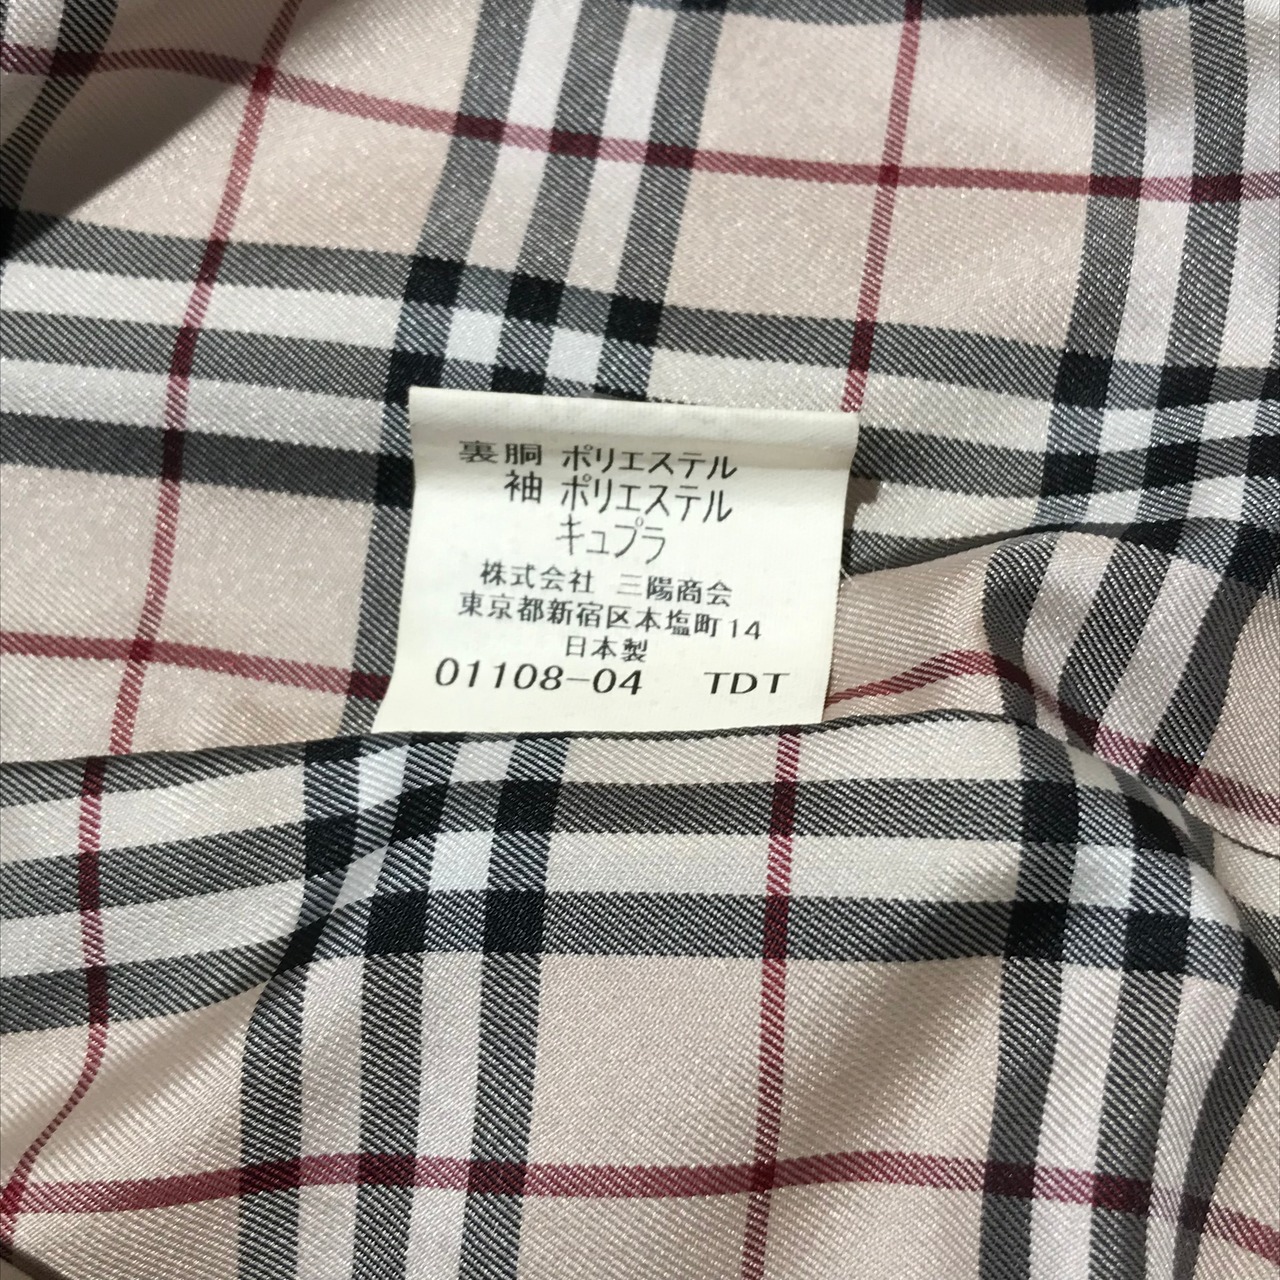 裏胴 ポリエステル
袖 ポリエステル
キュプラ
株式会社 三陽商会
東京都新宿区本塩町14
日本製
01108-04 TDT